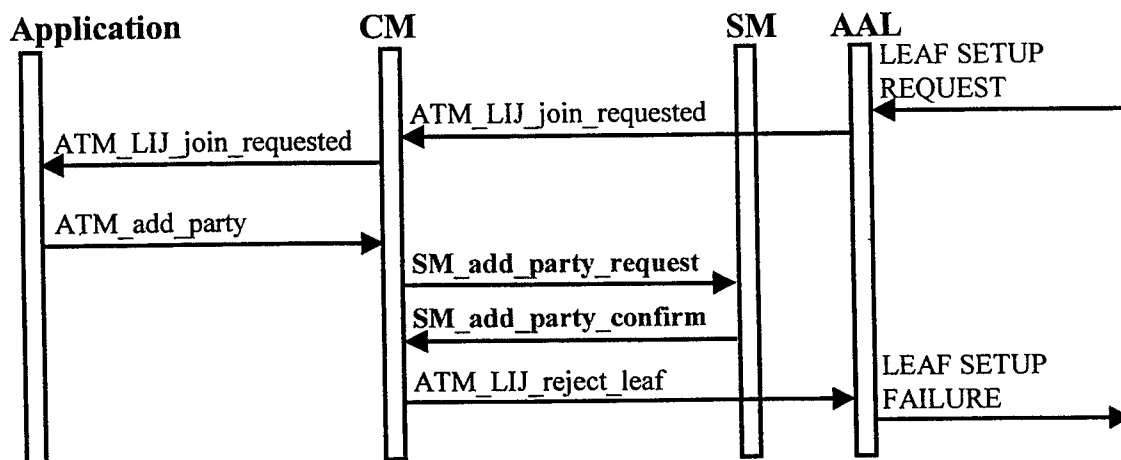 Application
CM
SM
AAL
LEAF SETUP
REQUEST
ATM_LIJ_join_requested
ATM_LIJ_join_requested
ATM_add_party
SM_add_party_request
SM_add_party_confirm
ATM_LIJ_reject_leaf
LEAF SETUP
FAILURE